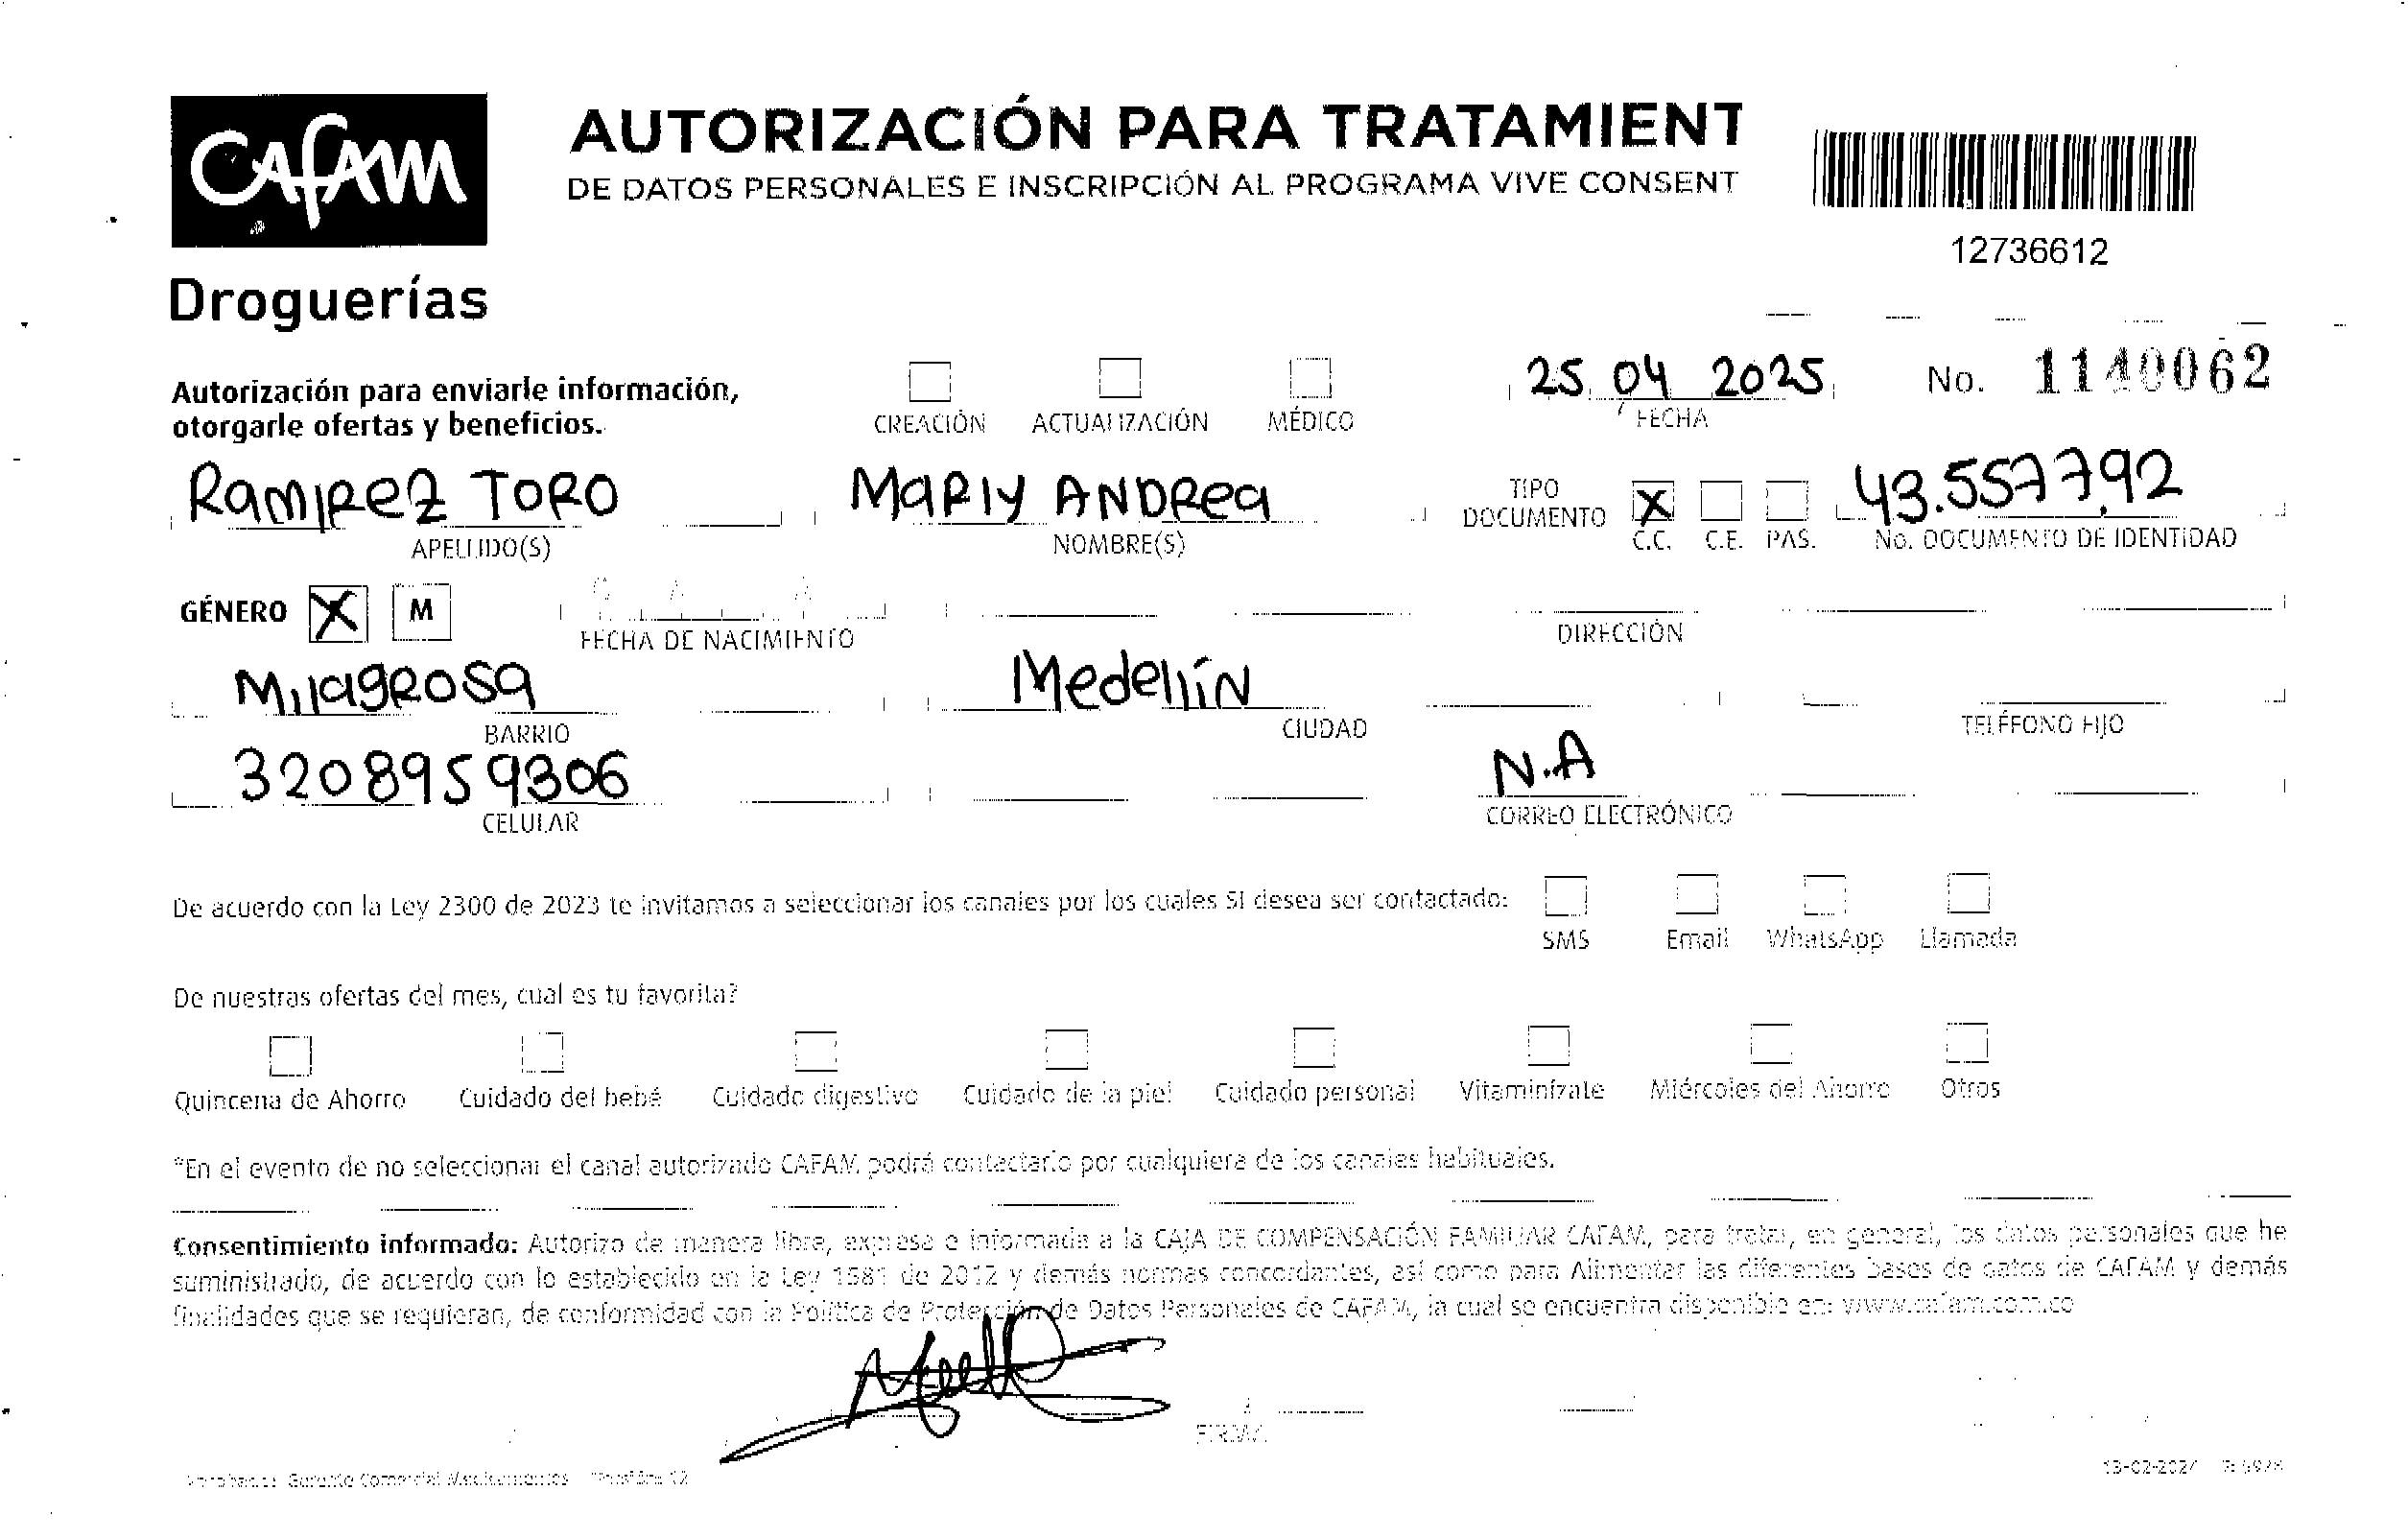 CAFAM
Droguerías
AUTORIZACIÓN PARA TRATAMIENT
DE DATOS PERSONALES E INSCRIPCIÓN AL PROGRAMA VIVE CONSENT
12736612
Autorización para enviarle información,
otorgarle ofertas y beneficios.
CREACIÓN ACTUALIZACIÓN MÉDICO
25 04 2025
FECHA
No. 1140062
Ramirez Toro Marly Andrea
TIPO DOCUMENTO X 43.557792
APELLIDO(S) NOMBRE(S) C.C. C.E. PAS. No. DOCUMENTO DE IDENTIDAD
GÉNERO X M
FECHA DE NACIMIENTO DIRECCIÓN
Milagrosa Medellín
BARRIO CIUDAD TELÉFONO FIJO
3208959306 N.A
CELULAR CORREO ELECTRÓNICO
De acuerdo con la Ley 2300 de 2023 te invitamos a seleccionar los canales por los cuales SI desea ser contactado:
SMS Email WhatsApp Llamada
De nuestras ofertas del mes, cual es tu favorita?
Quincena de Ahorro Cuidado del bebé Cuidado digestivo Cuidado de la piel Cuidado personal Vitamínízate Miércoles del Ahorro Otros
*En el evento de no seleccionar el canal autorizado CAFAM podrá contactarlo por cualquiera de los canales habituales.
Consentimiento informado: Autorizo de manera libre, expresa e informada a la CAJA DE COMPENSACIÓN FAMILIAR CAFAM, para tratar, en general, los datos personales que he
suministrado, de acuerdo con lo establecido en la Ley 1581 de 2012 y demás normas concordantes, así como para Alimentar las diferentes bases de datos de CAFAM y demás
finalidades que se requieran, de conformidad con la Política de Protección de Datos Personales de CAFAM, la cual se encuentra disponible en: www.cafam.com.co
FIRMA
Gerente Comercial Medicamentos